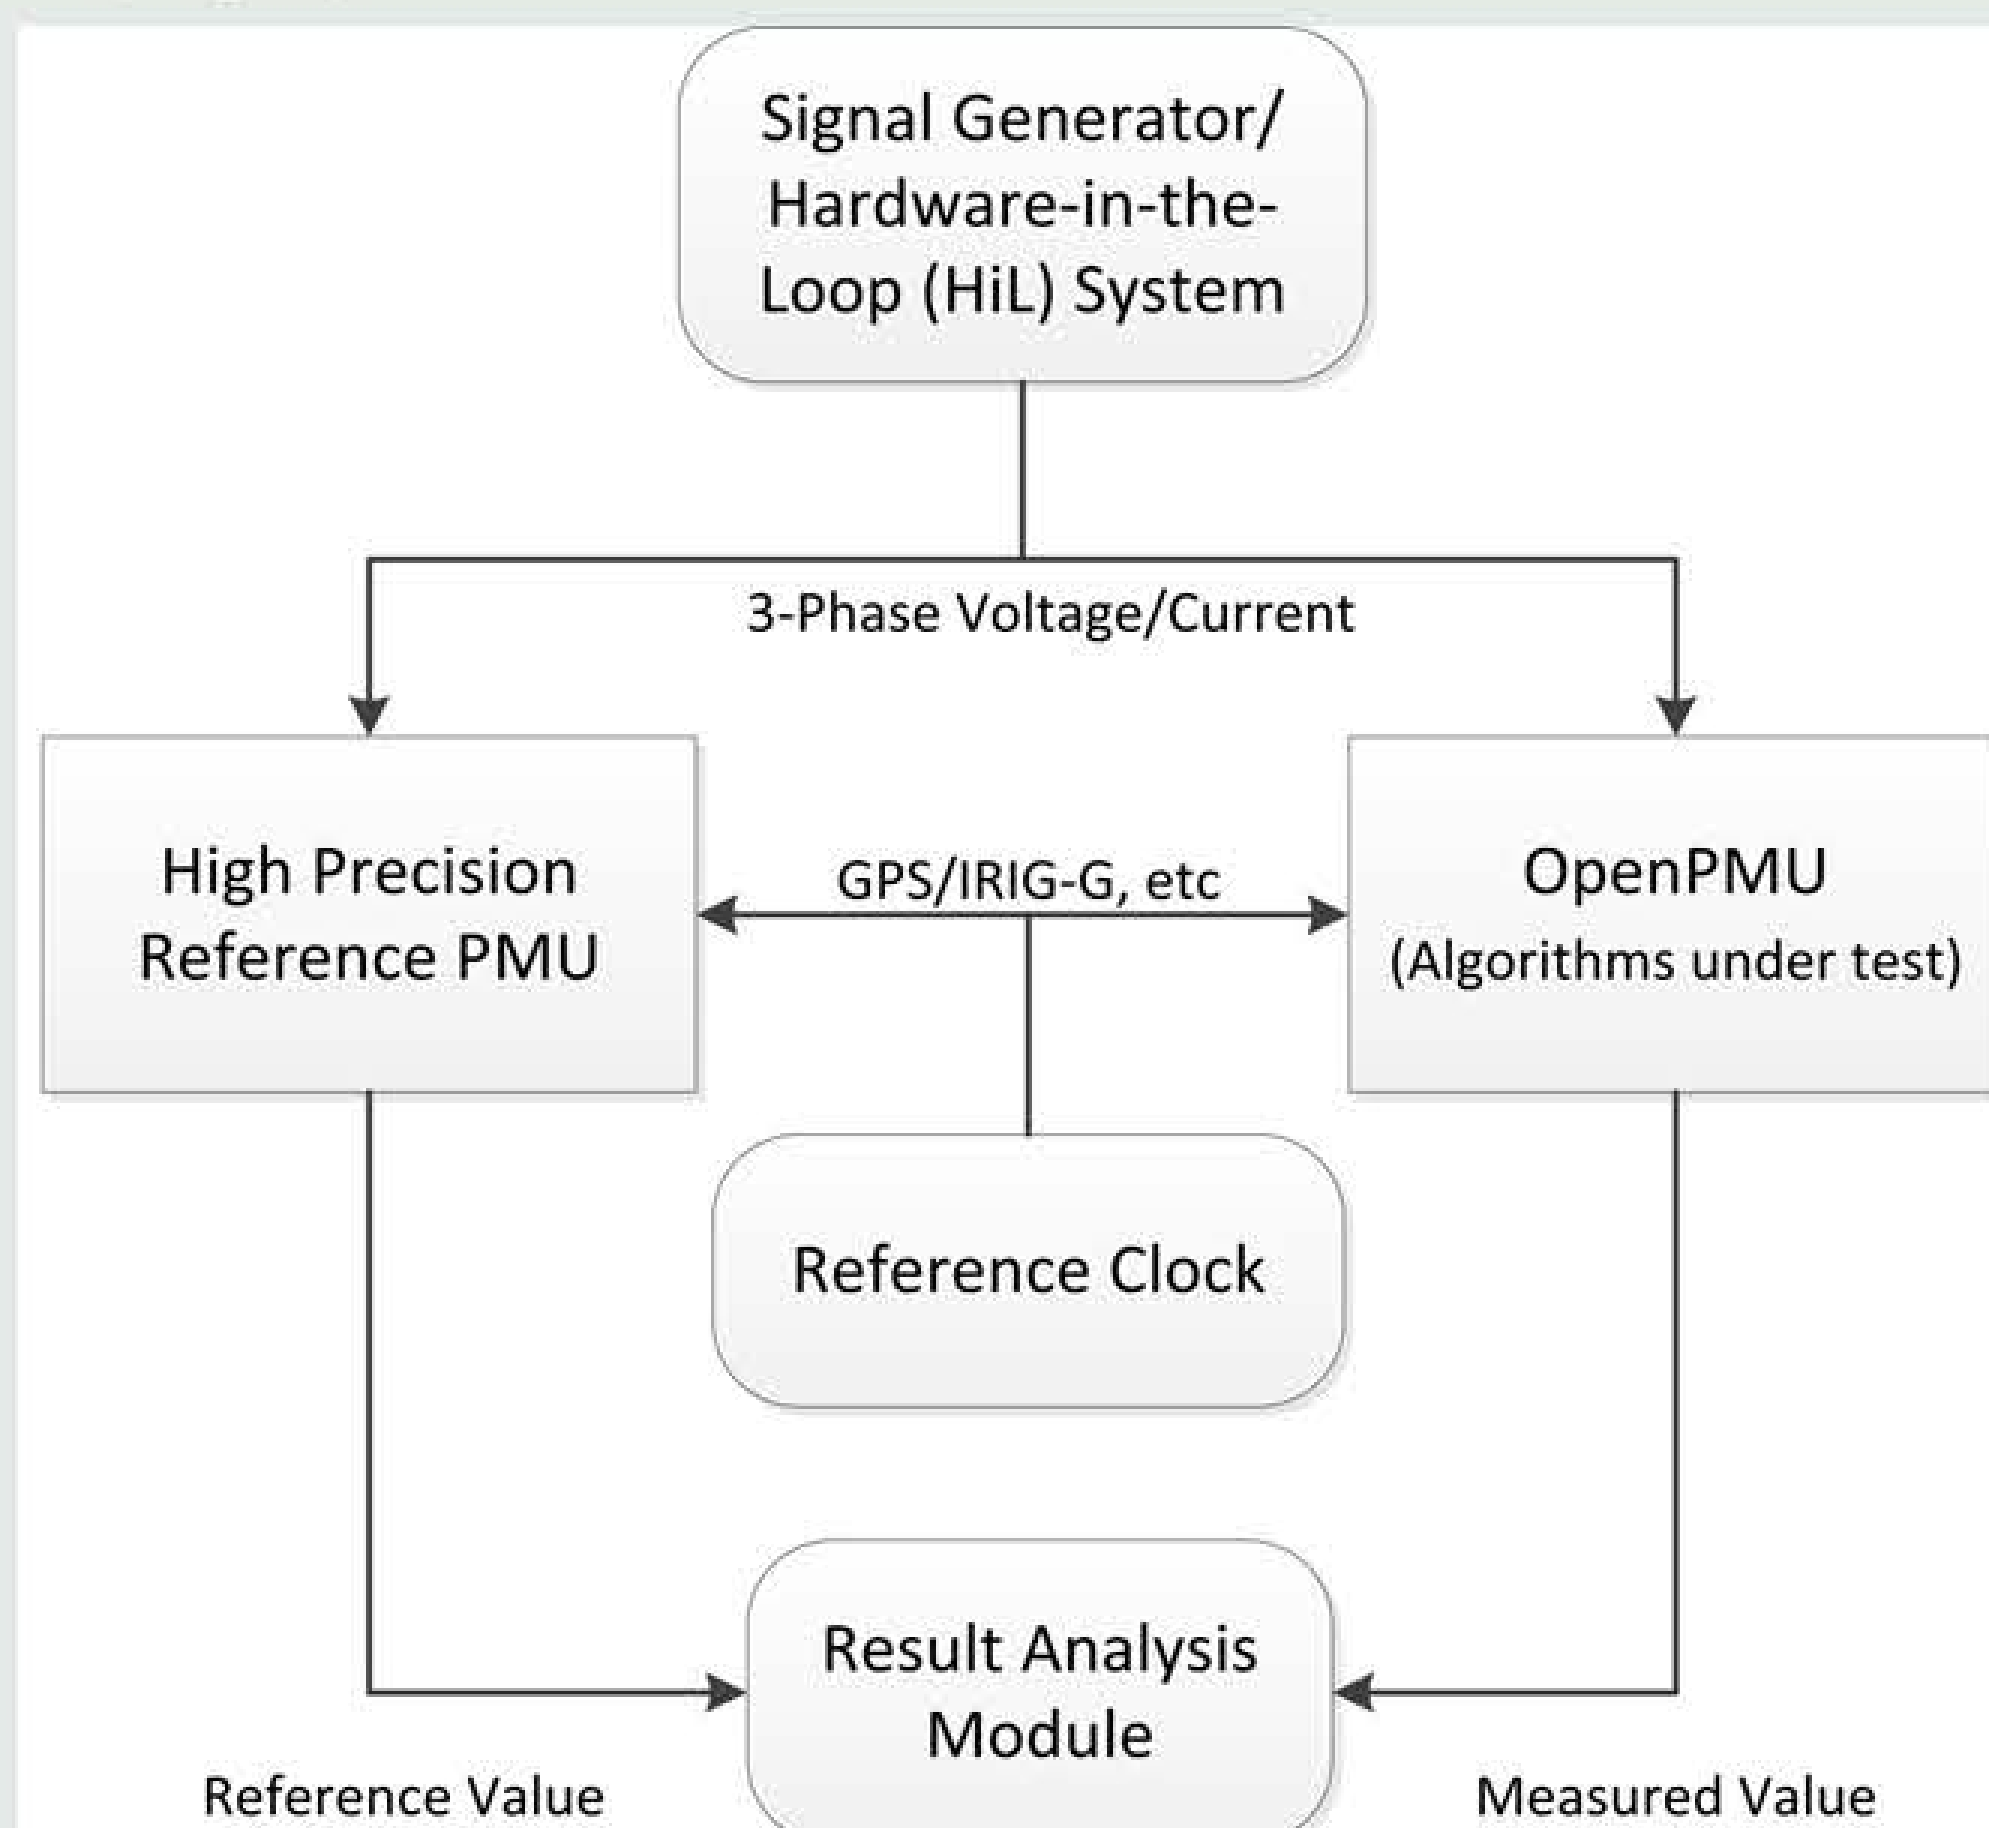 Signal Generator/
Hardware-in-the-
Loop (HiL) System
3-Phase Voltage/Current
High Precision
Reference PMU
GPS/IRIG-G, etc
OpenPMU
(Algorithms under test)
Reference Clock
Result Analysis
Module
Reference Value
Measured Value